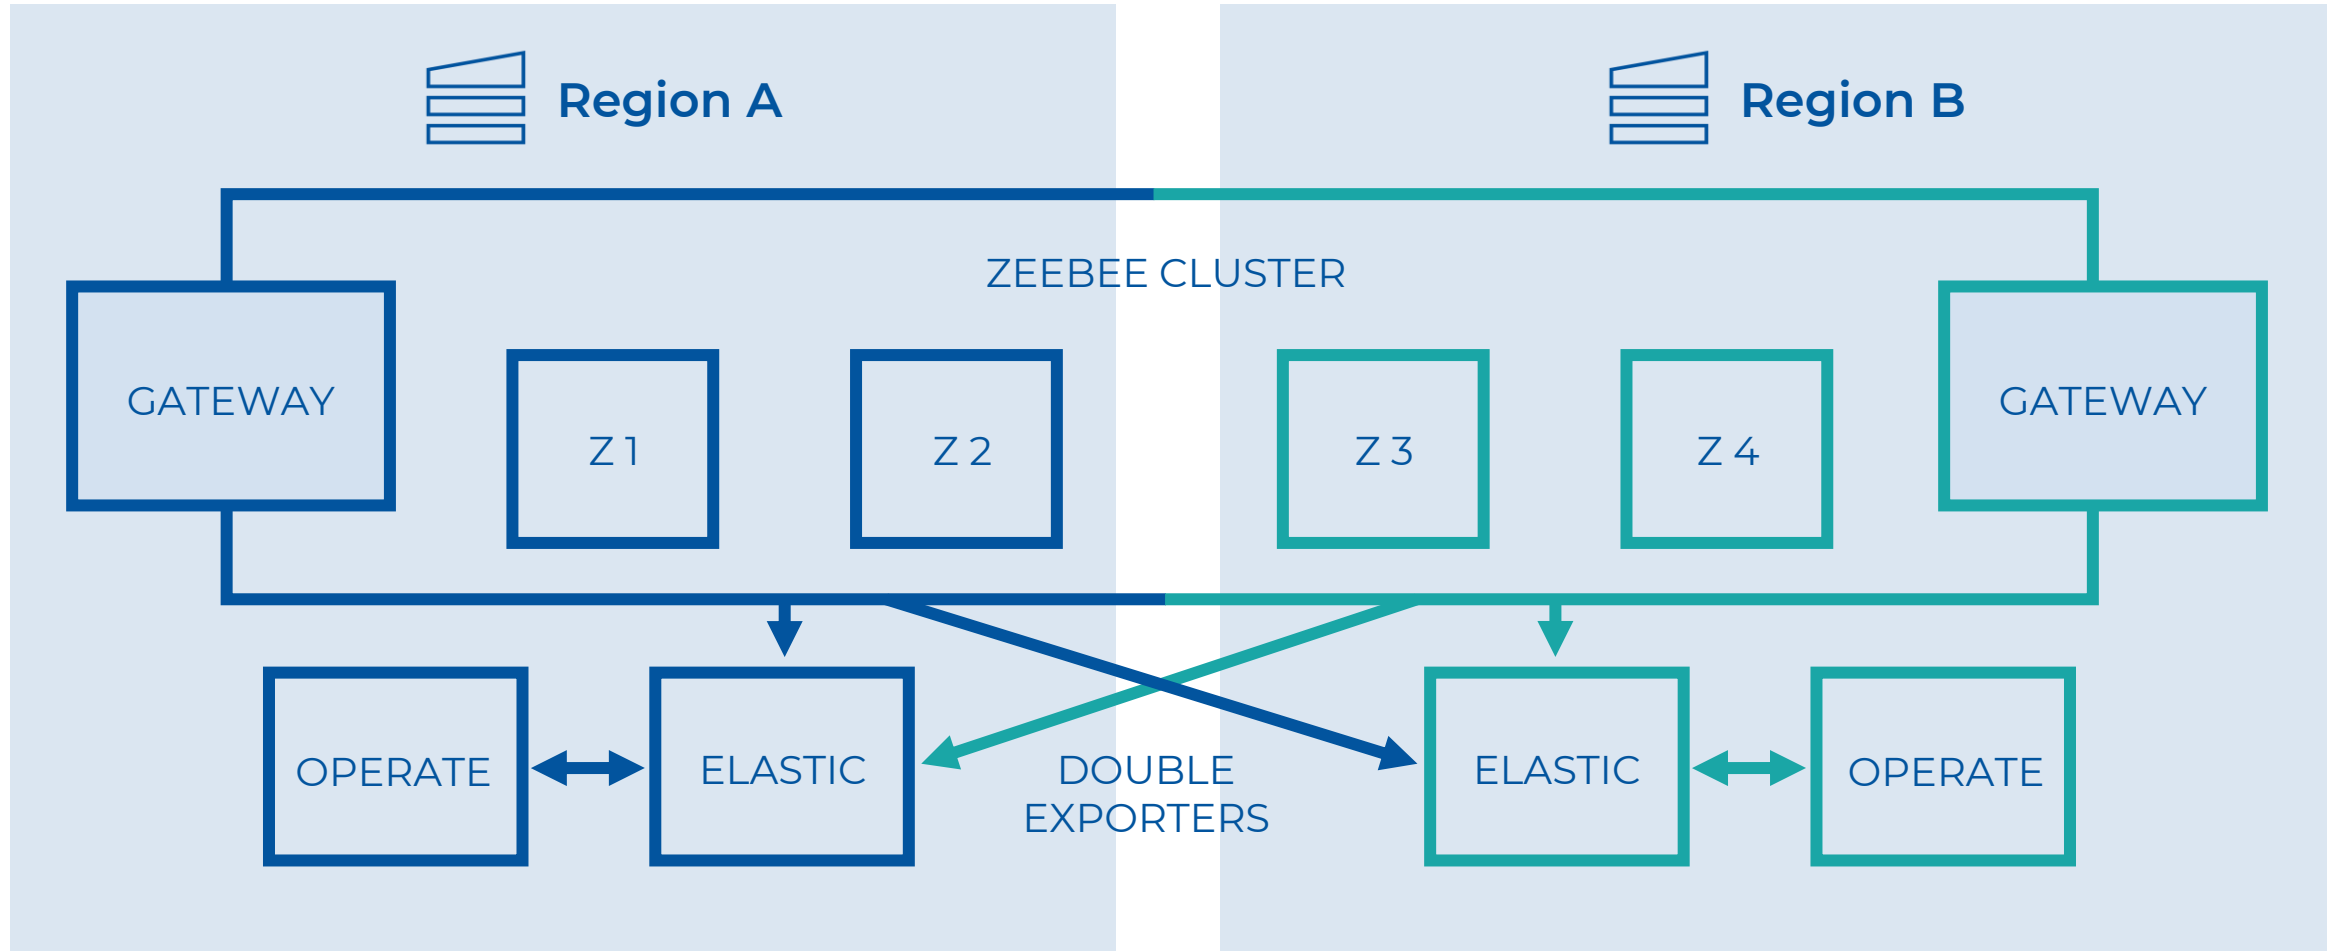 Region A
Region B
ZEEBEE CLUSTER
GATEWAY
Z 1
Z 2
Z 3
Z 4
GATEWAY
OPERATE
ELASTIC
DOUBLE
EXPORTERS
ELASTIC
OPERATE